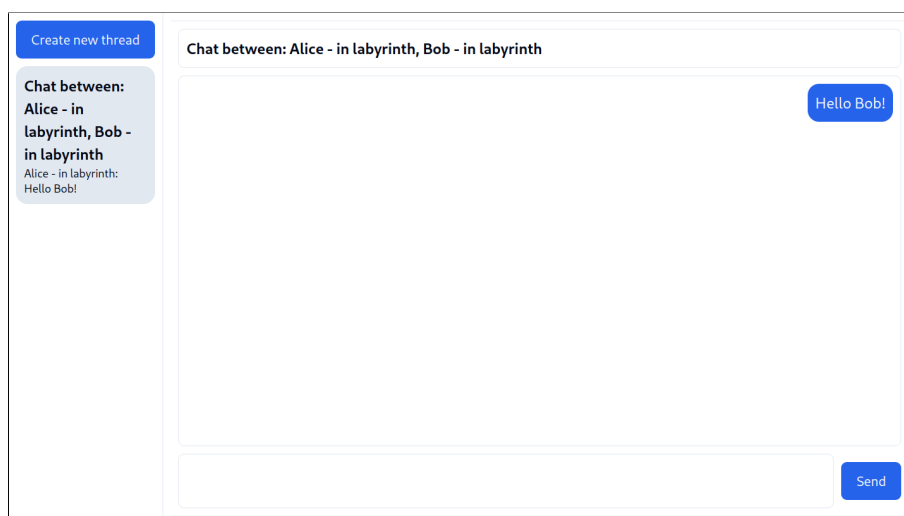 Create new thread
Chat between:
Alice - in
labyrinth, Bob -
in labyrinth
Alice - in labyrinth:
Hello Bob!
Chat between: Alice - in labyrinth, Bob - in labyrinth
Hello Bob!
Send